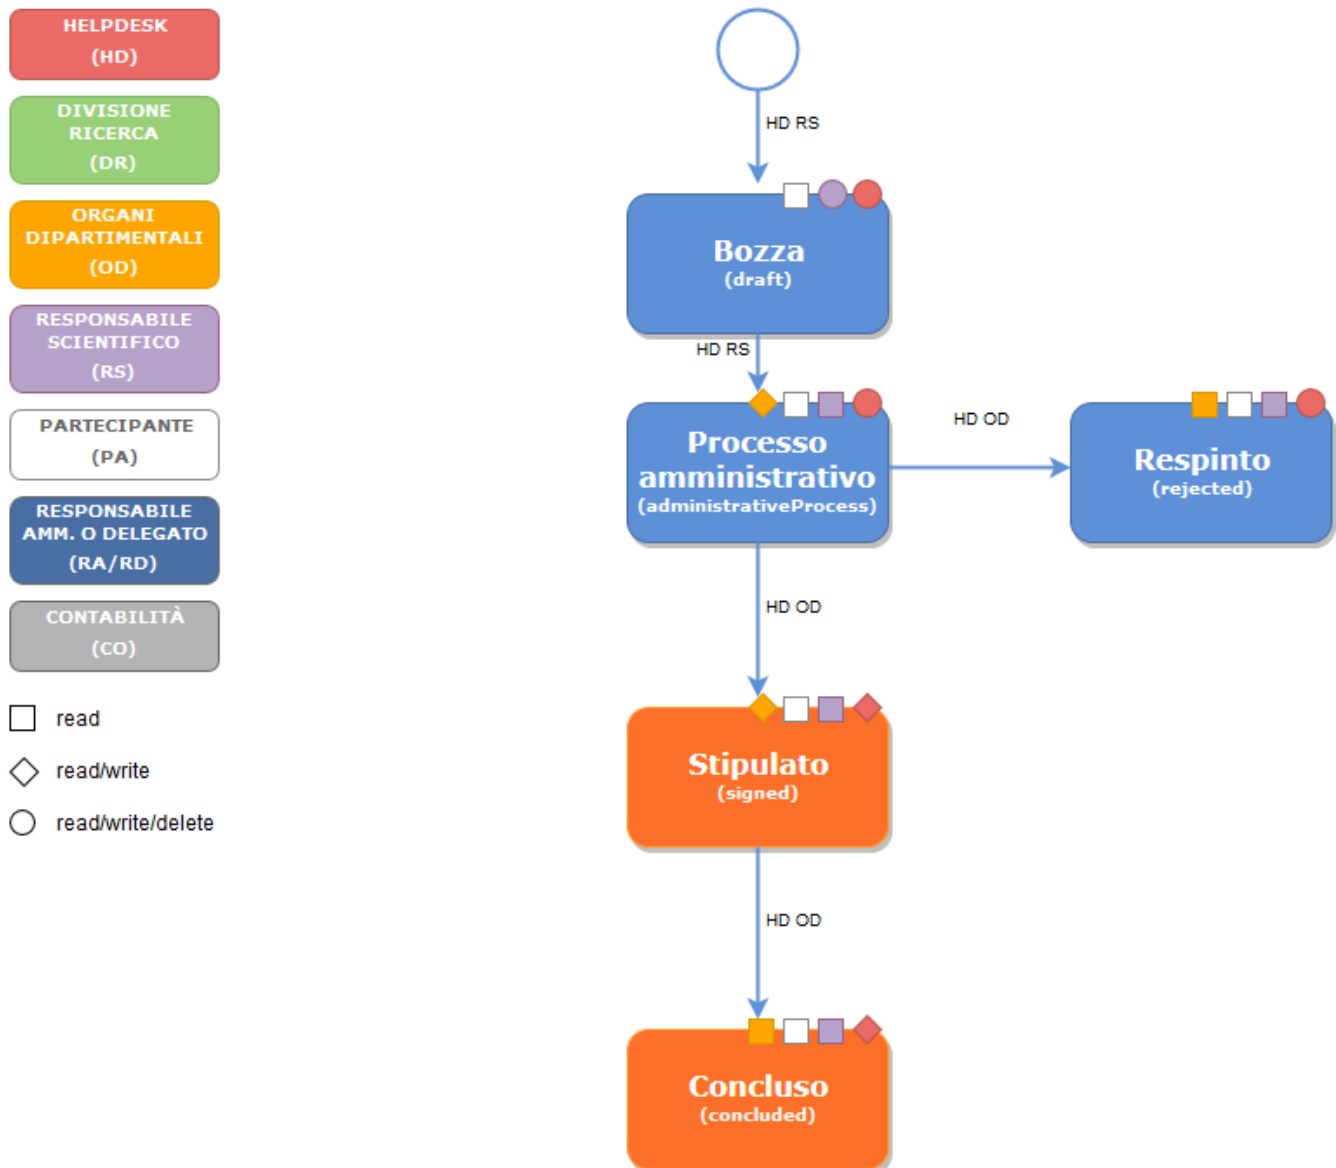 HELPDESK
(HD)
DIVISIONE
RICERCA
(DR)
ORGANI
DIPARTIMENTALI
(OD)
RESPONSABILE
SCIENTIFICO
(RS)
PARTECIPANTE
(PA)
RESPONSABILE
AMM. O DELEGATO
(RA/RD)
CONTABILITÀ
(CO)
read
read/write
read/write/delete
HD RS
Bozza
(draft)
HD RS
Processo
amministrativo
(administrativeProcess)
HD OD
Respinto
(rejected)
HD OD
Stipulato
(signed)
HD OD
Concluso
(concluded)